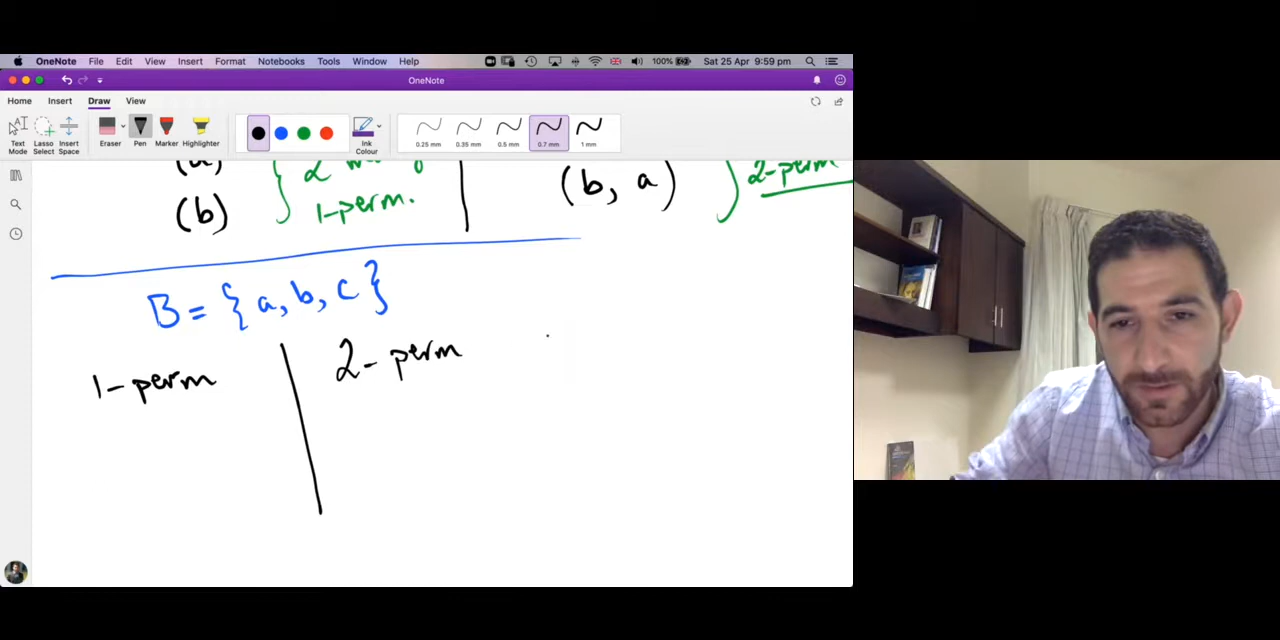 OneNote File Edit View Insert Format Notebooks Tools Window Help 100% Sat 25 Apr 9:59 pm
OneNote
Home Insert Draw View
Text Mode Lasso Select Insert Space Eraser Pen Marker Highlighter Ink Colour 0.25 mm 0.35 mm 0.5 mm 0.7 mm 1 mm
2
(b) 1-perm. (b, a) 2-perm
B = {a, b, c}
1-perm 2-perm